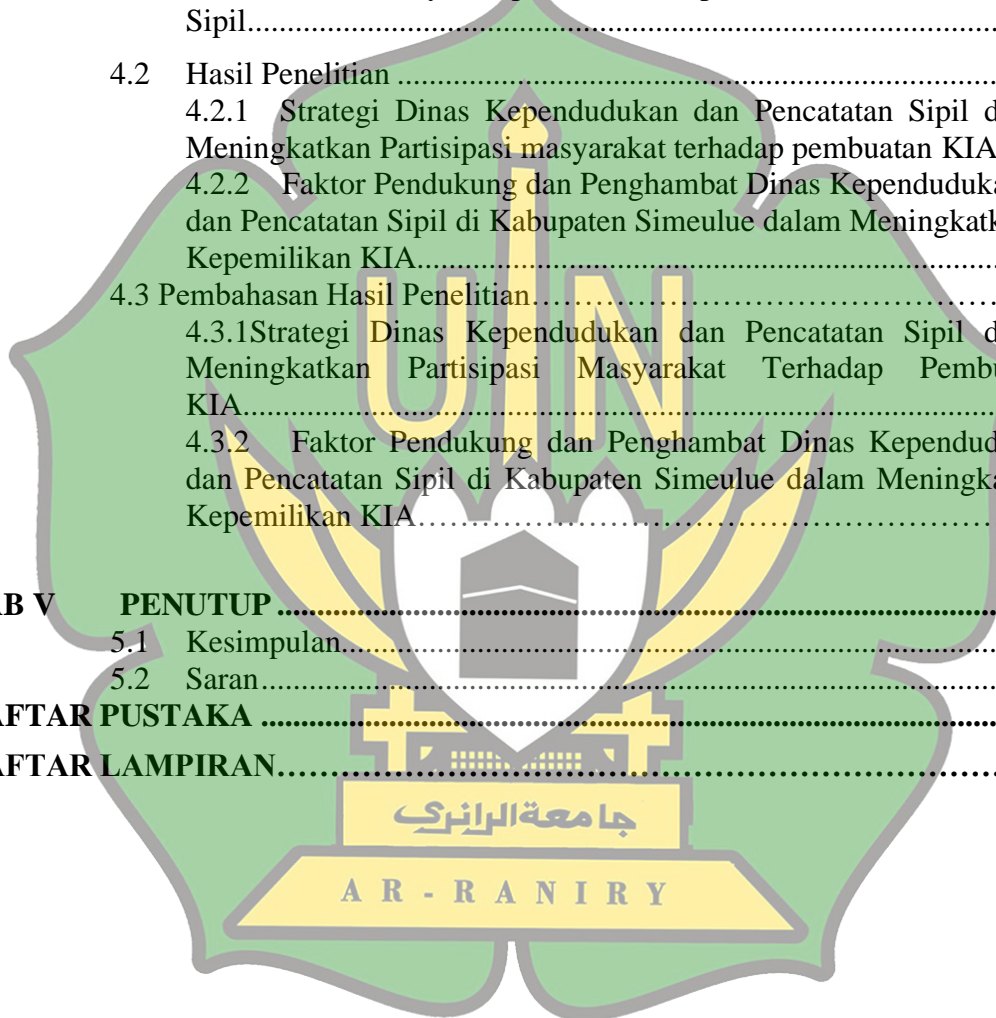 Sipil....................................................................................
4.2 Hasil Penelitian ....................................................................
4.2.1 Strategi Dinas Kependudukan dan Pencatatan Sipil d
Meningkatkan Partisipasi masyarakat terhadap pembuatan KIA
4.2.2 Faktor Pendukung dan Penghambat Dinas Kependuduka
dan Pencatatan Sipil di Kabupaten Simeulue dalam Meningkatk
Kepemilikan KIA....................................................................
4.3 Pembahasan Hasil Penelitian………………………………
4.3.1Strategi Dinas Kependudukan dan Pencatatan Sipil d
Meningkatkan Partisipasi Masyarakat Terhadap Pembu
KIA....................................................................................
4.3.2 Faktor Pendukung dan Penghambat Dinas Kependud
dan Pencatatan Sipil di Kabupaten Simeulue dalam Meningka
Kepemilikan KIA………………………………………………
AB V PENUTUP ....................................................................
5.1 Kesimpulan....................................................................
5.2 Saran....................................................................
AFTAR PUSTAKA ....................................................................
AFTAR LAMPIRAN………………………………………………
UIN
جامعةالرانري
AR-RANIRY